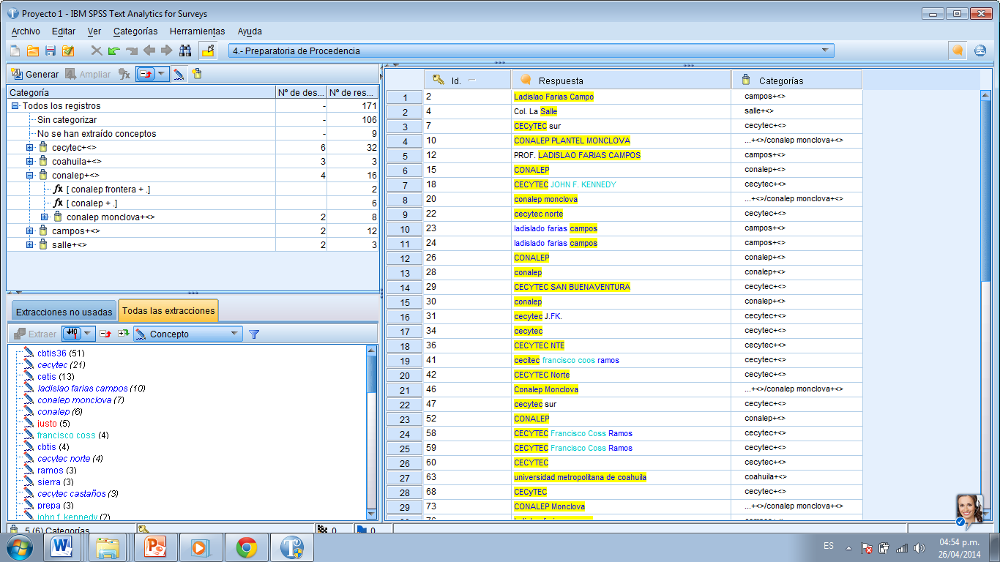 Proyecto 1 - IBM SPSS Text Analytics for Surveys
Archivo Editar Ver Categorías Herramientas Ayuda
4.- Preparatoria de Procedencia
Generar Ampliar
Categoría Nº de des... Nº de res...
Todos los registros - 171
Sin categorizar - 106
No se han extraído conceptos - 9
cecytec+<> 6 32
coahuila+<> 3 3
conalep+<> 4 16
fx [ conalep frontera + .] 2
fx [ conalep + .] 6
conalep monclova+<> 2 8
campos+<> 2 12
salle+<> 2 3
Extracciones no usadas Todas las extracciones
Extraer Concepto
cbtis36 (51)
cecytec (21)
cetis (13)
ladislao farias campos (10)
conalep monclova (7)
conalep (6)
justo (5)
francisco coss (4)
cbtis (4)
cecytec norte (4)
ramos (3)
sierra (3)
cecytec castaños (3)
prepa (3)
john f. kennedy (2)
5 (6) Categorías 0 0
Id. Respuesta Categorías
1 2 Ladislao Farias Campo campos+<>
2 4 Col. La Salle salle+<>
3 7 CECyTEC sur cecytec+<>
4 10 CONALEP PLANTEL MONCLOVA ...+<>/conalep monclova+<>
5 12 PROF. LADISLAO FARIAS CAMPOS campos+<>
6 15 CONALEP conalep+<>
7 18 CECYTEC JOHN F. KENNEDY cecytec+<>
8 20 conalep monclova ...+<>/conalep monclova+<>
9 22 cecytec norte cecytec+<>
10 23 ladislado farias campos campos+<>
11 24 ladislado farias campos campos+<>
12 26 CONALEP conalep+<>
13 28 conalep conalep+<>
14 29 CECYTEC SAN BUENAVENTURA cecytec+<>
15 30 conalep conalep+<>
16 31 cecytec J.FK. cecytec+<>
17 34 cecytec cecytec+<>
18 36 CECYTEC NTE cecytec+<>
19 41 cecitec francisco coos ramos cecytec+<>
20 42 CECYTEC Norte cecytec+<>
21 46 Conalep Monclova ...+<>/conalep monclova+<>
22 47 cecytec sur cecytec+<>
23 52 CONALEP conalep+<>
24 58 CECYTEC Francisco Coss Ramos cecytec+<>
25 59 CECYTEC Francisco Coss Ramos cecytec+<>
26 60 CECYTEC cecytec+<>
27 63 universidad metropolitana de coahuila coahuila+<>
28 68 CECyTEC cecytec+<>
29 73 CONALEP Monclova ...+<>/conalep monclova+<>
ES 04:54 p.m.
26/04/2014